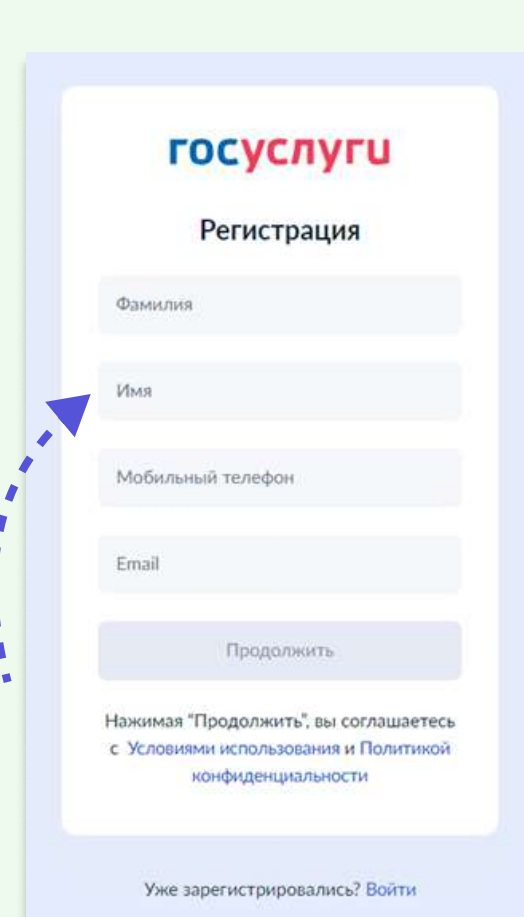 госуслуги
Регистрация
Фамилия
Имя
Мобильный телефон
Email
Продолжить
Нажимая "Продолжить", вы соглашаетесь
с Условиями использования и Политикой
конфиденциальности
Уже зарегистрировались? Войти